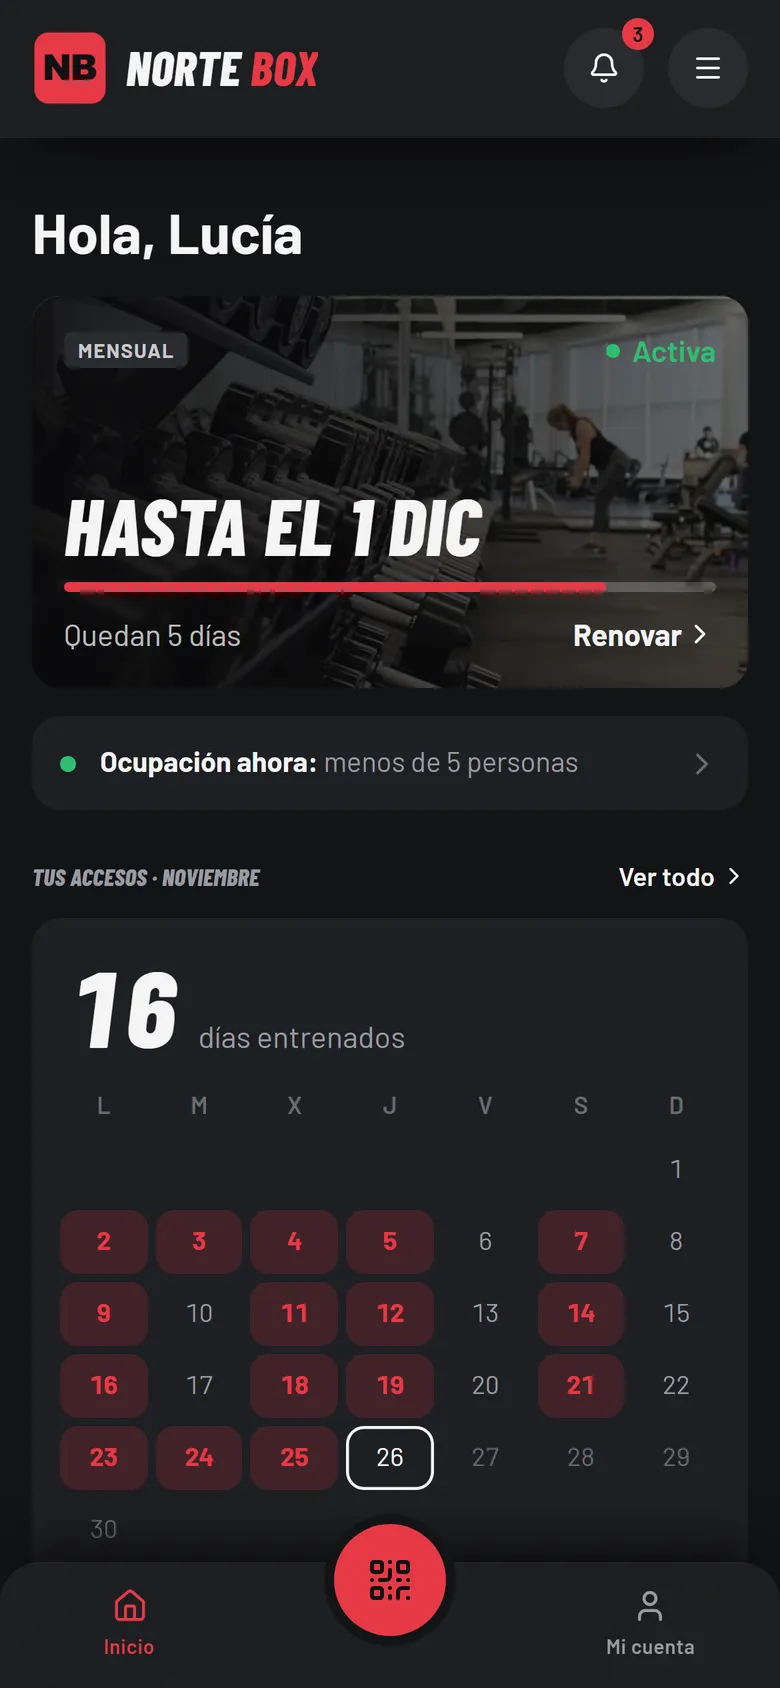 NB NORTE BOX 3
Hola, Lucía
MENSUAL Activa
HASTA EL 1 DIC
Quedan 5 días Renovar
Ocupación ahora: menos de 5 personas
TUS ACCESOS · NOVIEMBRE Ver todo
16 días entrenados
L M X J V S D
1
2 3 4 5 6 7 8
9 10 11 12 13 14 15
16 17 18 19 20 21 22
23 24 25 26 27 28 29
30
Inicio Mi cuenta